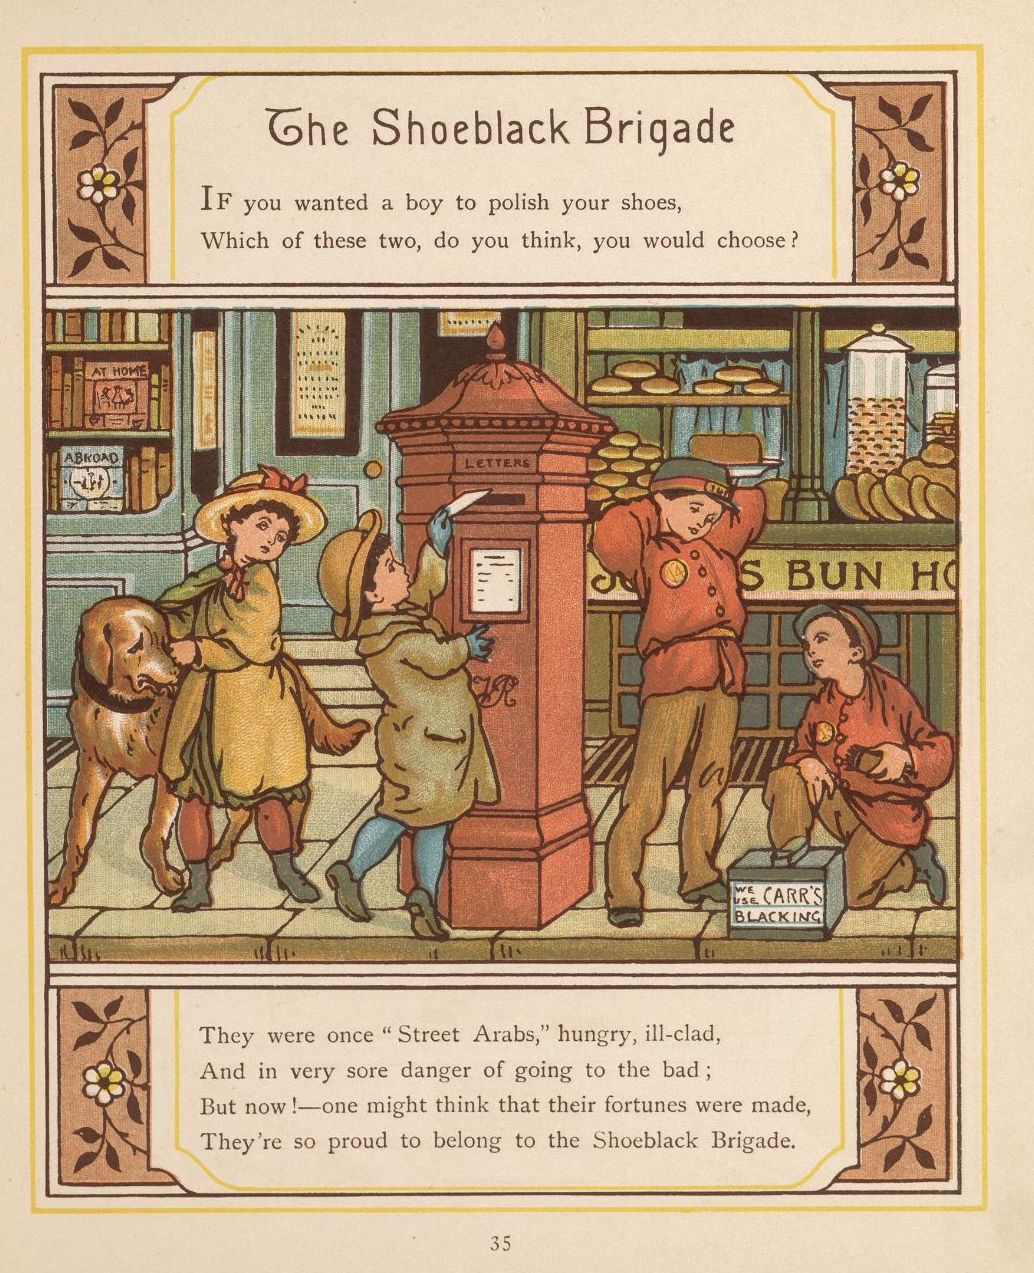 The Shoeblack Brigade
IF you wanted a boy to polish your shoes,
Which of these two, do you think, you would choose?
AT HOME
ABROAD
LETTERS
VR
S BUN HO
WE
USE CARR'S
BLACKING
They were once “Street Arabs,” hungry, ill-clad,
And in very sore danger of going to the bad;
But now!—one might think that their fortunes were made,
They're so proud to belong to the Shoeblack Brigade.
35